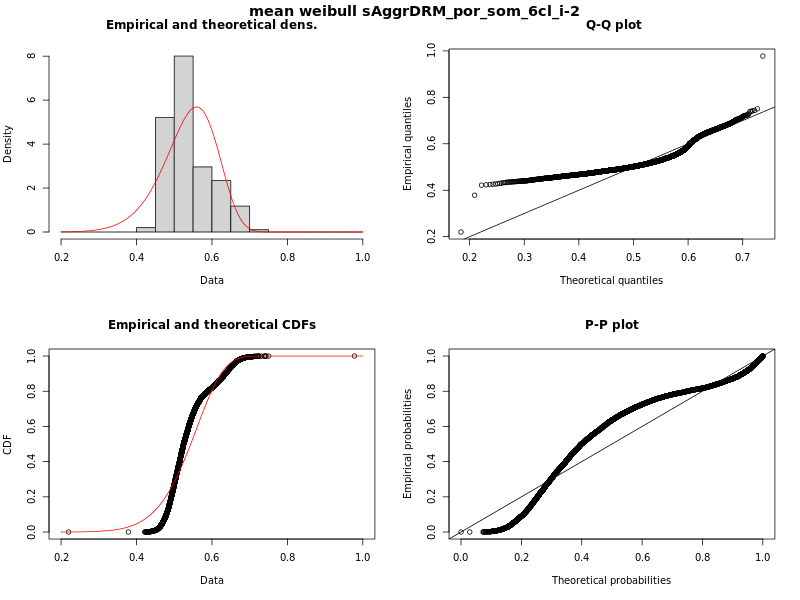 mean weibull sAggrDRM_por_som_6cl_i-2
Empirical and theoretical dens.
Density
0 2 4 6 8
0.2 0.4 0.6 0.8 1.0
Data
Q-Q plot
Empirical quantiles
0.2 0.4 0.6 0.8 1.0
0.2 0.3 0.4 0.5 0.6 0.7
Theoretical quantiles
Empirical and theoretical CDFs
CDF
0.0 0.2 0.4 0.6 0.8 1.0
0.2 0.4 0.6 0.8 1.0
Data
P-P plot
Empirical probabilities
0.0 0.2 0.4 0.6 0.8 1.0
0.0 0.2 0.4 0.6 0.8 1.0
Theoretical probabilities